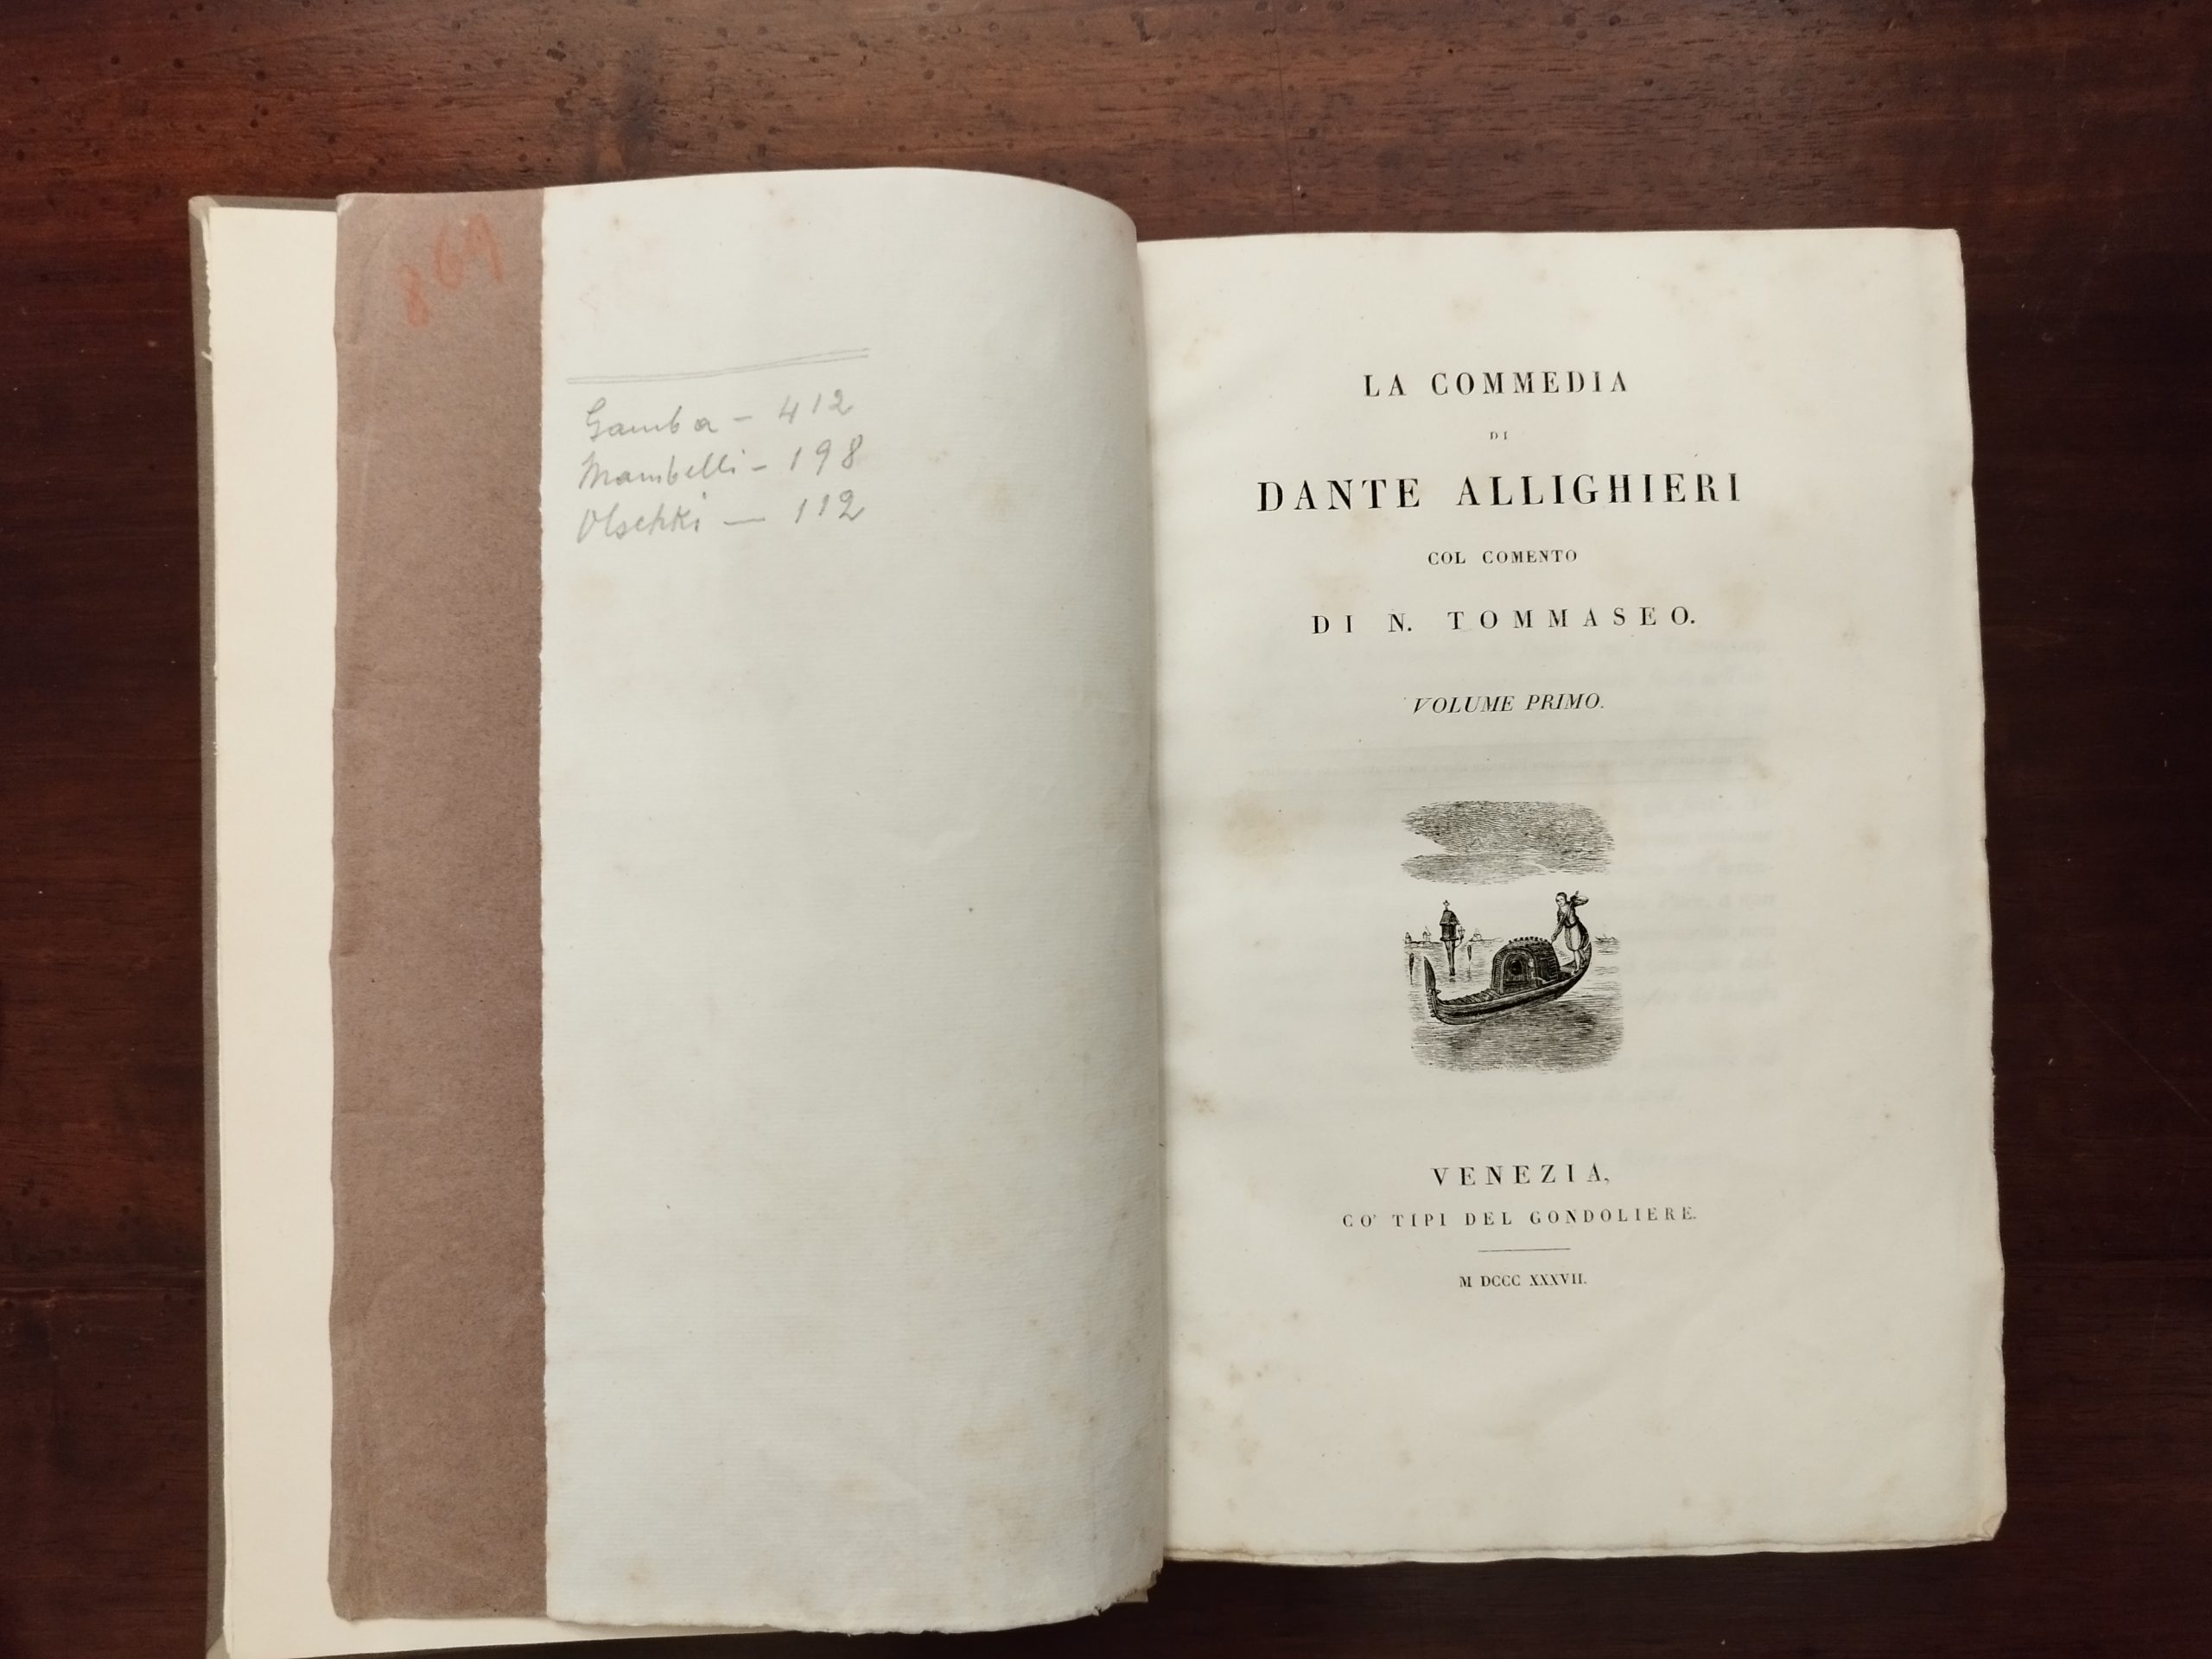 869
Gamba - 412
Mambelli - 198
Olschki — 112
LA COMMEDIA
DI
DANTE ALLIGHIERI
COL COMENTO
DI N. TOMMASEO.
VOLUME PRIMO.
VENEZIA,
CO' TIPI DEL GONDOLIERE.
M DCCC XXXVII.